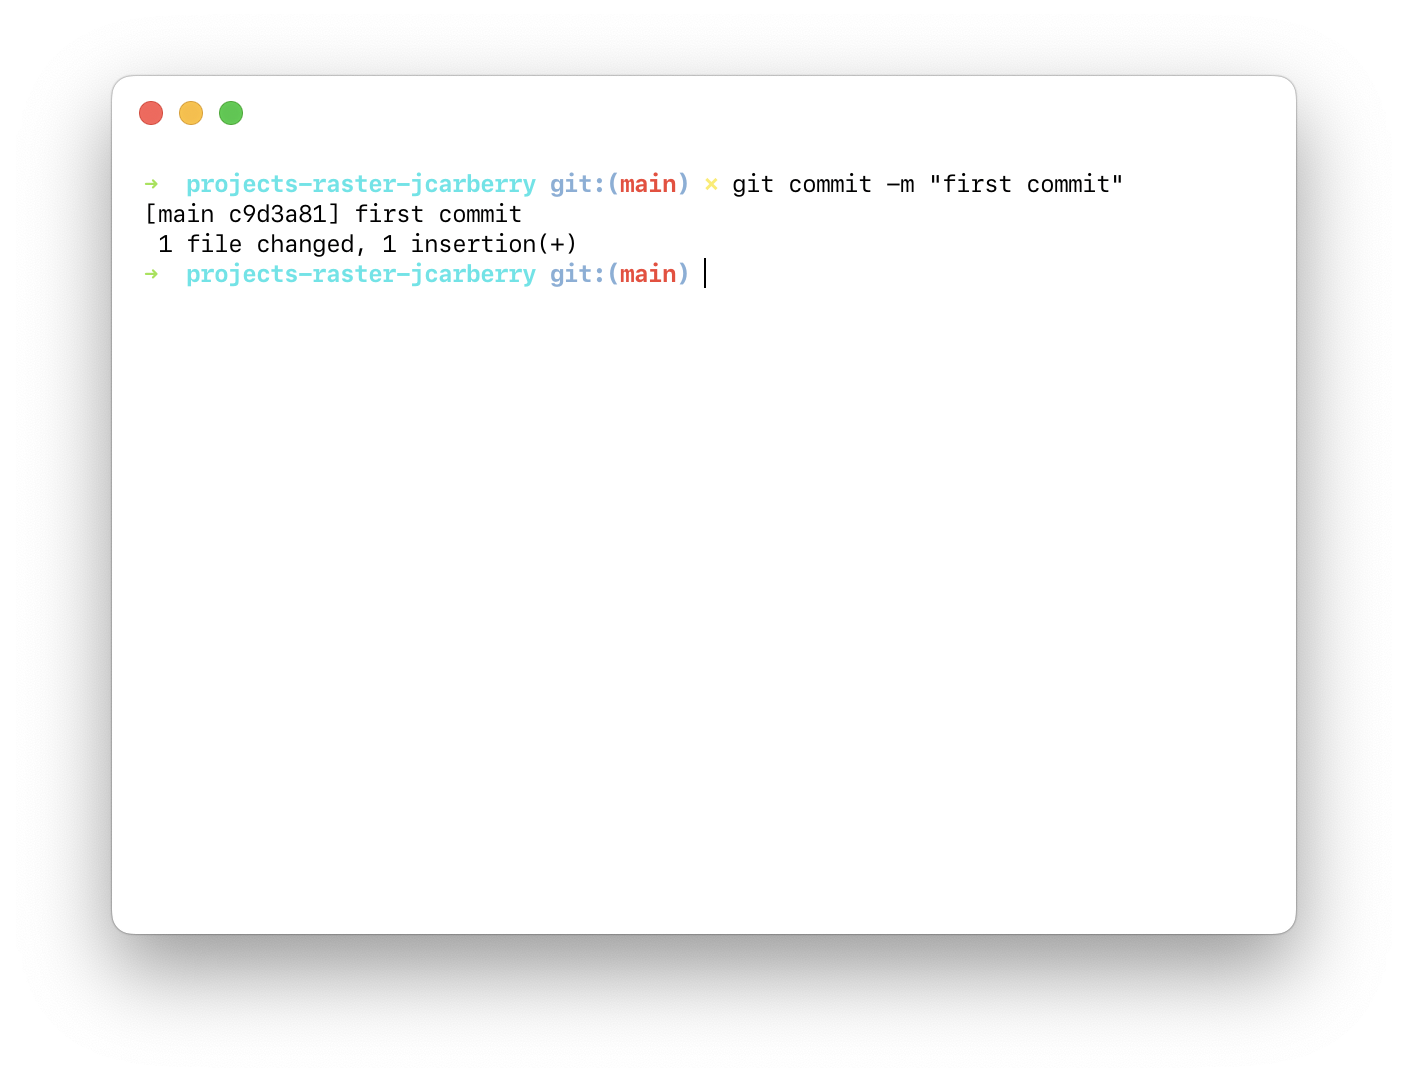 ➜  projects-raster-jcarberry git:(main) ✗ git commit -m "first commit"
[main c9d3a81] first commit
 1 file changed, 1 insertion(+)
➜  projects-raster-jcarberry git:(main)